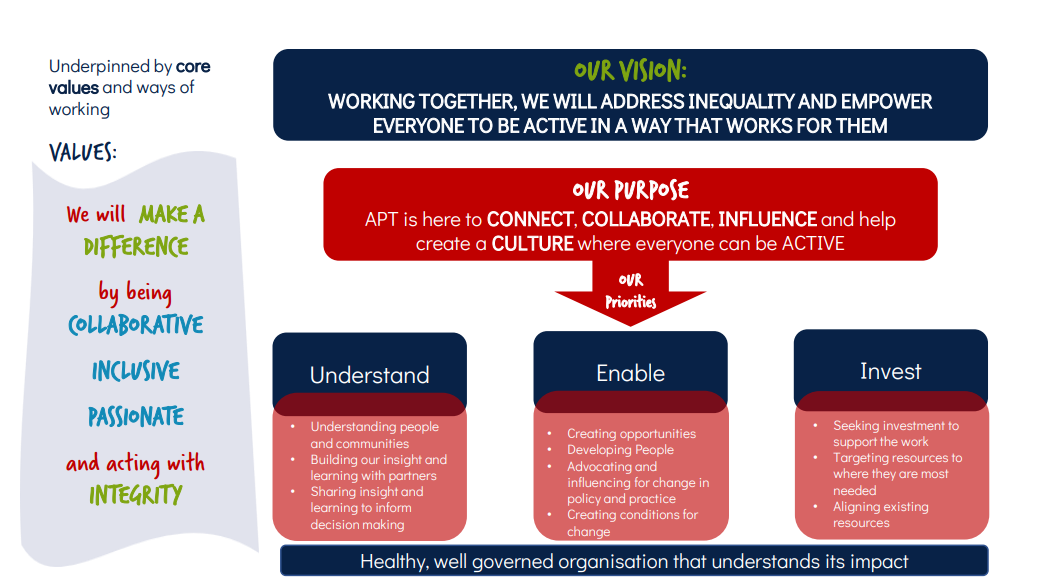 Underpinned by core
values and ways of
working
VALUES:
We will MAKE A
DIFFERENCE
by being
COLLABORATIVE
INCLUSIVE
PASSIONATE
and acting with
INTEGRITY
OUR VISION:
WORKING TOGETHER, WE WILL ADDRESS INEQUALITY AND EMPOWER
EVERYONE TO BE ACTIVE IN A WAY THAT WORKS FOR THEM
OUR PURPOSE
APT is here to CONNECT, COLLABORATE, INFLUENCE and help
create a CULTURE where everyone can be ACTIVE
OUR
Priorities
Understand
• Understanding people
and communities
• Building our insight and
learning with partners
• Sharing insight and
learning to inform
decision making
Enable
• Creating opportunities
• Developing People
• Advocating and
influencing for change in
policy and practice
• Creating conditions for
change
Invest
• Seeking investment to
support the work
• Targeting resources to
where they are most
needed
• Aligning existing
resources
Healthy, well governed organisation that understands its impact